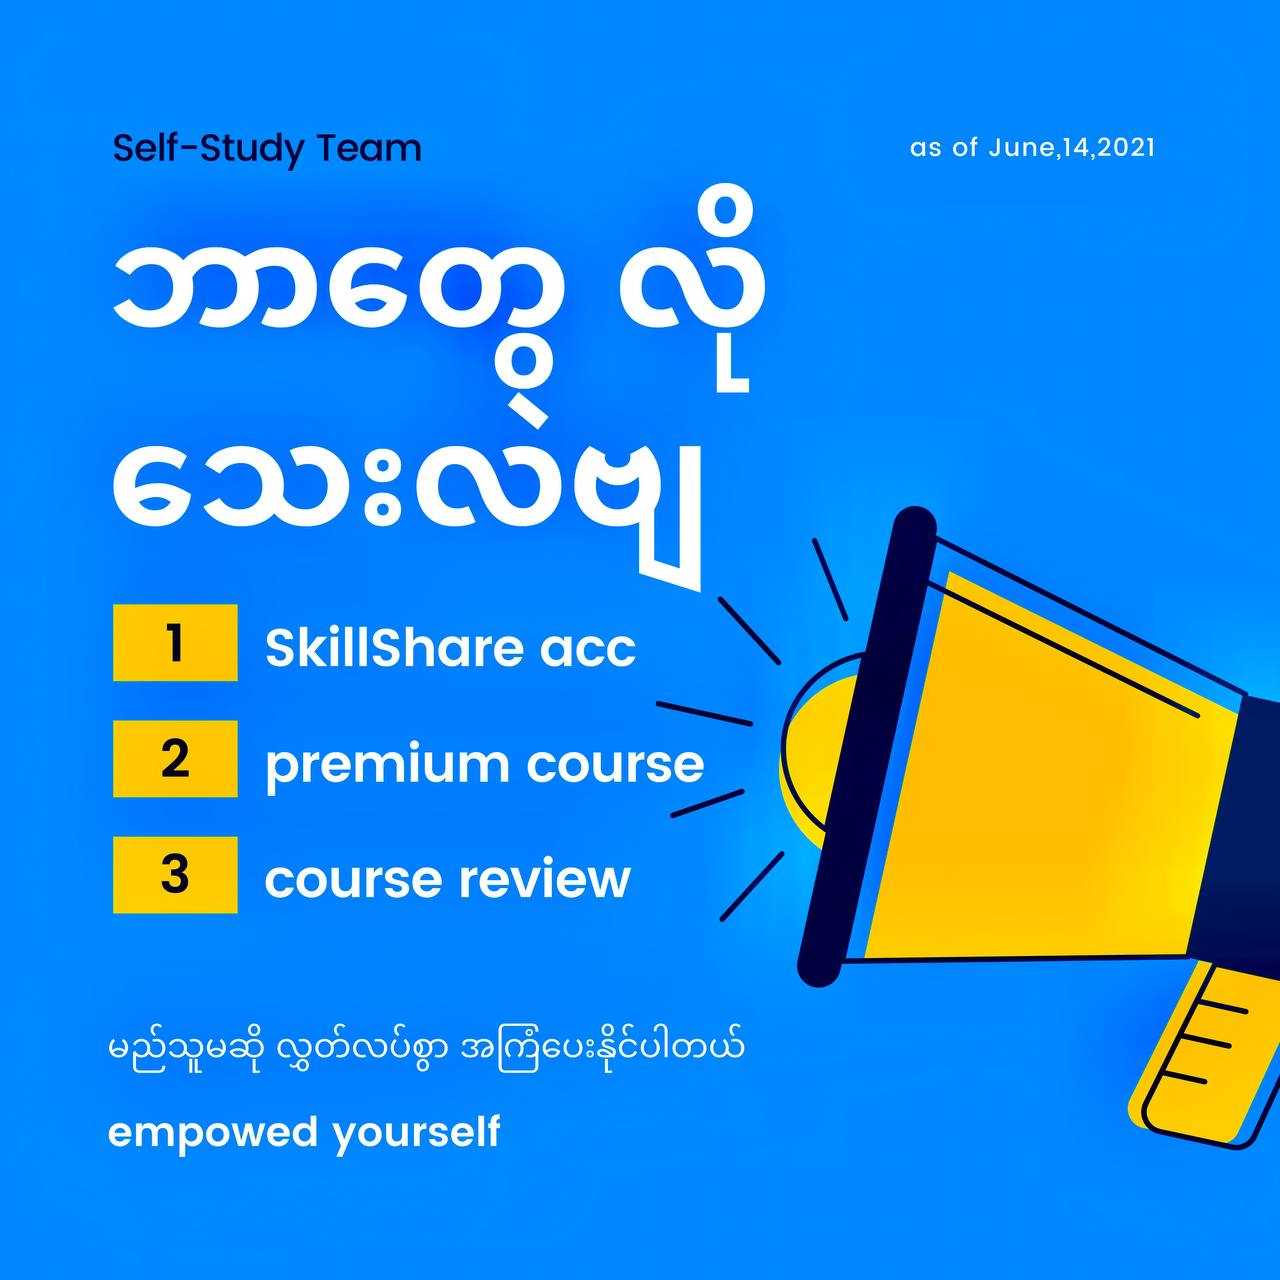 Self-Study Team
as of June,14,2021
ဘာတွေ လို
သေးလဲဗျ
1 SkillShare acc
2 premium course
3 course review
မည်သူမဆို လွှတ်လပ်စွာ အကြံပေးနိုင်ပါတယ်
empowed yourself